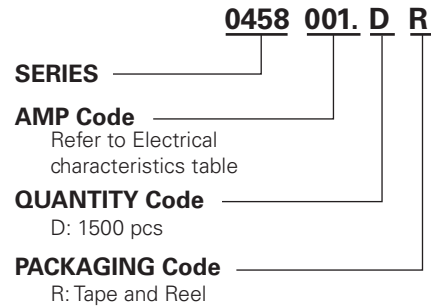 0458 001. D R
SERIES
AMP Code
Refer to Electrical
characteristics table
QUANTITY Code
D: 1500 pcs
PACKAGING Code
R: Tape and Reel